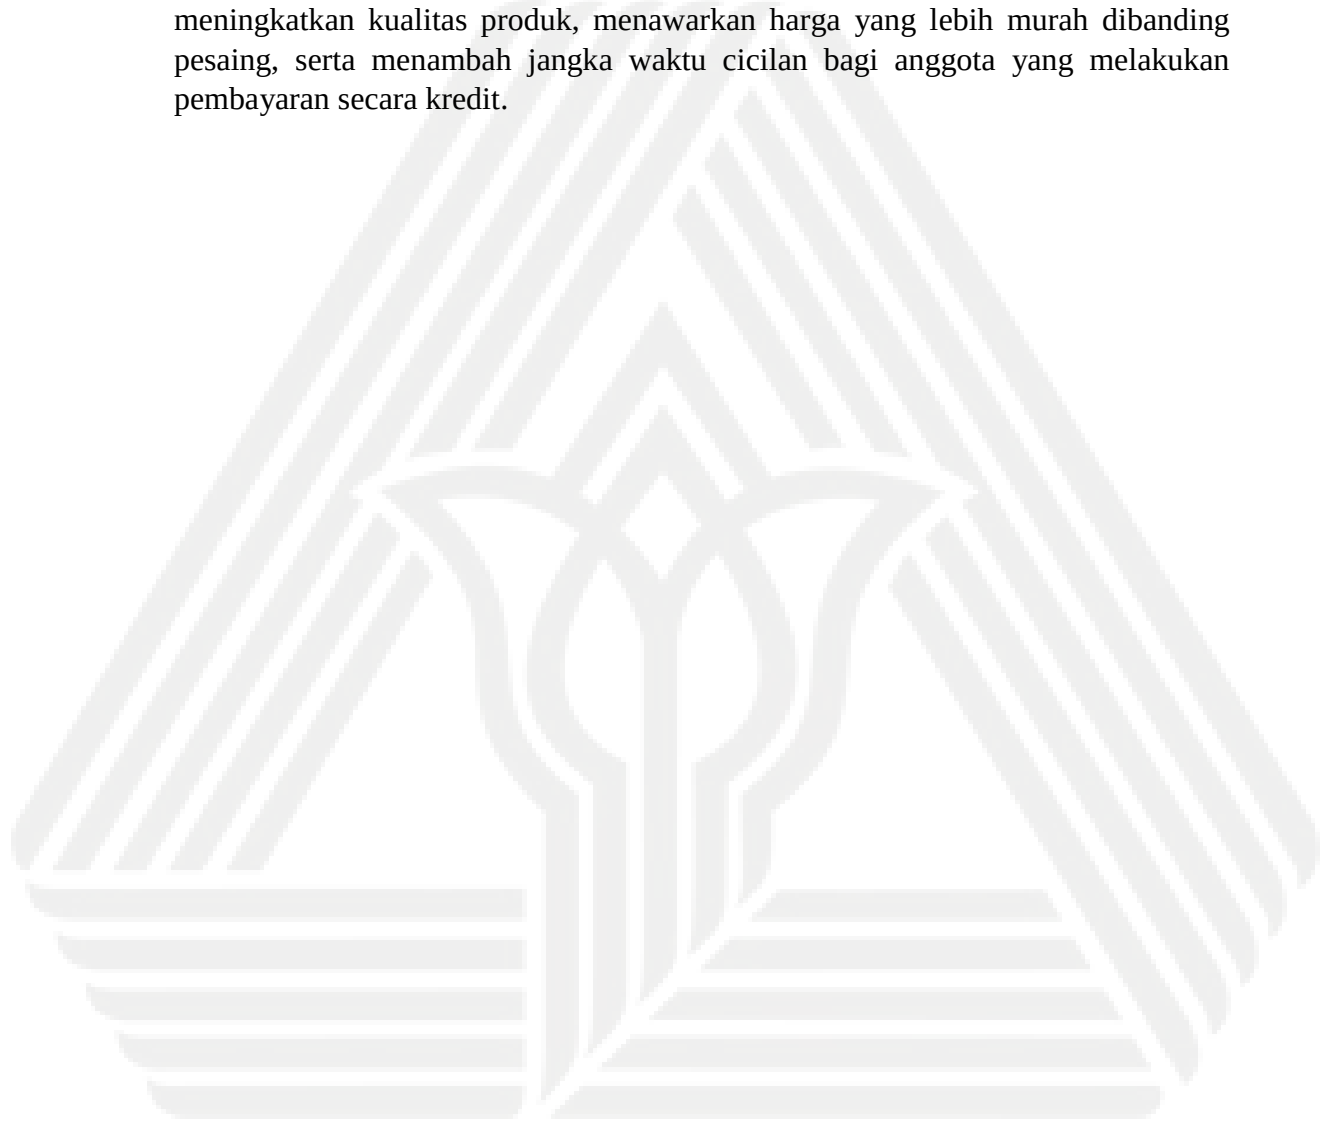 meningkatkan kualitas produk, menawarkan harga yang lebih murah dibanding
pesaing, serta menambah jangka waktu cicilan bagi anggota yang melakukan
pembayaran secara kredit.